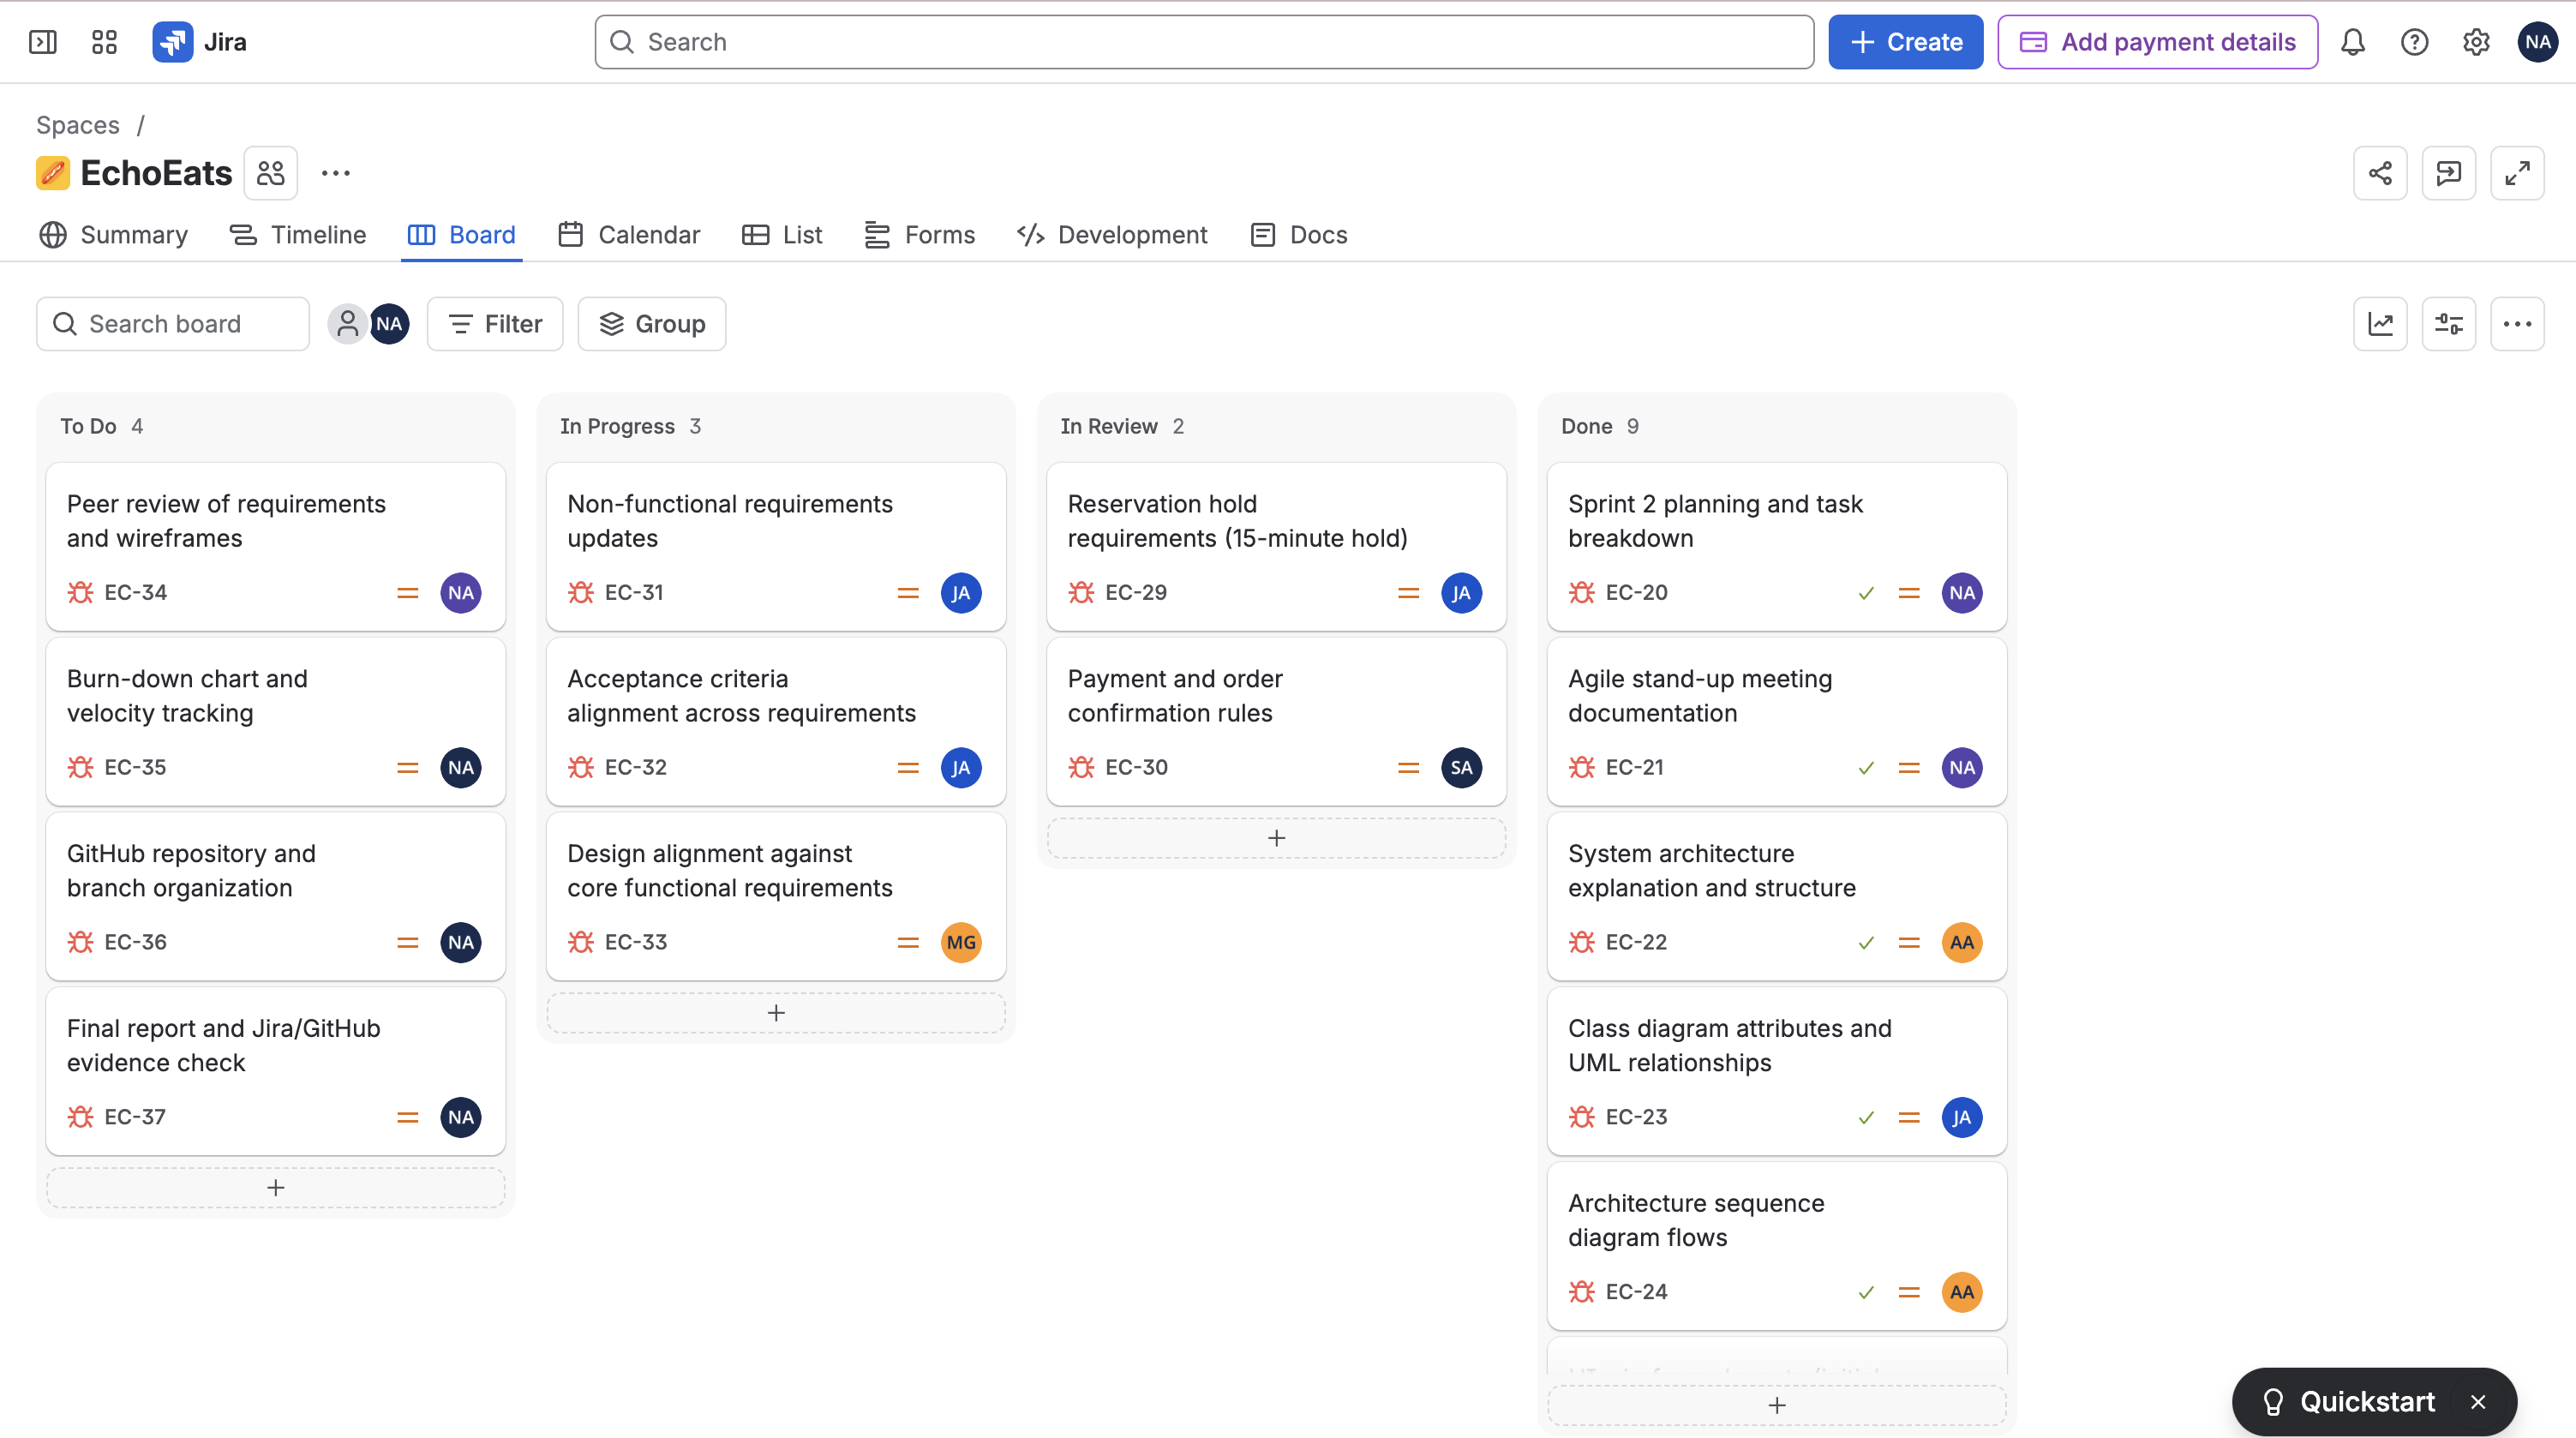 Jira
Search
Create
Add payment details
NA
Spaces /
EchoEats
Summary
Timeline
Board
Calendar
List
Forms
Development
Docs
Search board
NA
Filter
Group
To Do 4
Peer review of requirements
and wireframes
EC-34
NA
Burn-down chart and
velocity tracking
EC-35
NA
GitHub repository and
branch organization
EC-36
NA
Final report and Jira/GitHub
evidence check
EC-37
NA
In Progress 3
Non-functional requirements
updates
EC-31
JA
Acceptance criteria
alignment across requirements
EC-32
JA
Design alignment against
core functional requirements
EC-33
MG
In Review 2
Reservation hold
requirements (15-minute hold)
EC-29
JA
Payment and order
confirmation rules
EC-30
SA
Done 9
Sprint 2 planning and task
breakdown
EC-20
NA
Agile stand-up meeting
documentation
EC-21
NA
System architecture
explanation and structure
EC-22
AA
Class diagram attributes and
UML relationships
EC-23
JA
Architecture sequence
diagram flows
EC-24
AA
Quickstart